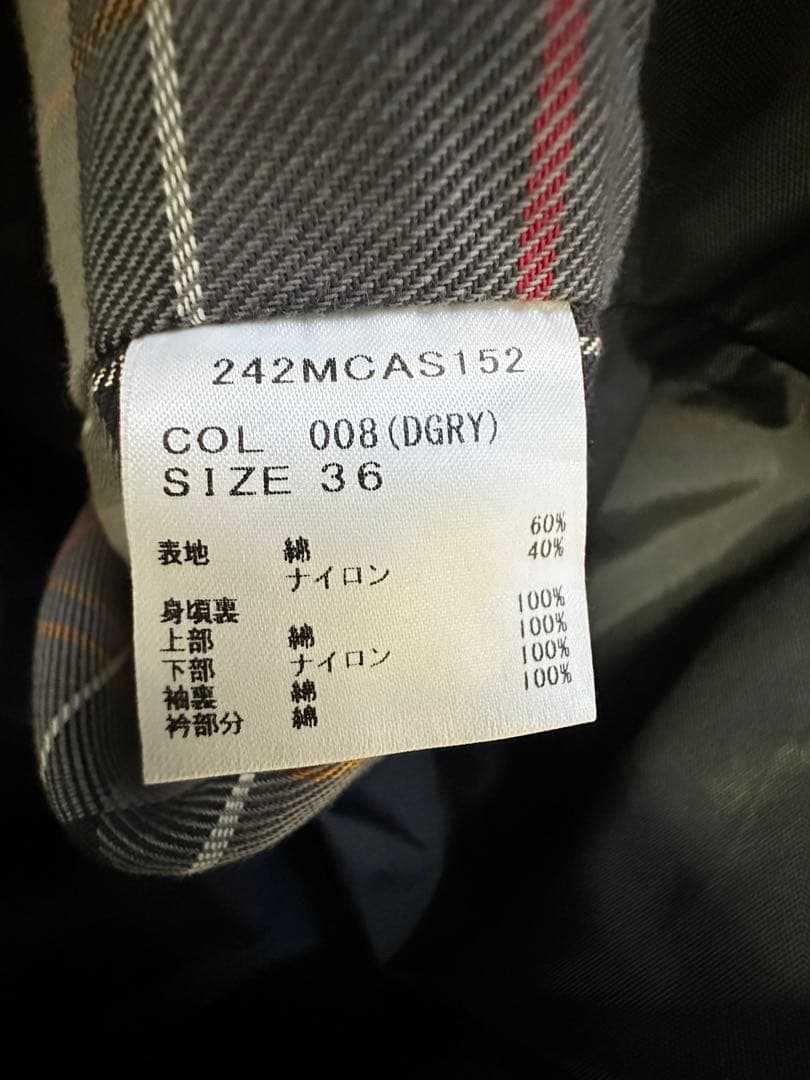 242MCAS152
COL 008(DGRY)
SIZE 36
表地 綿 60%
ナイロン 40%
身頃裏
上部 綿 100%
下部 ナイロン 100%
袖裏 綿 100%
衿部分 綿 100%